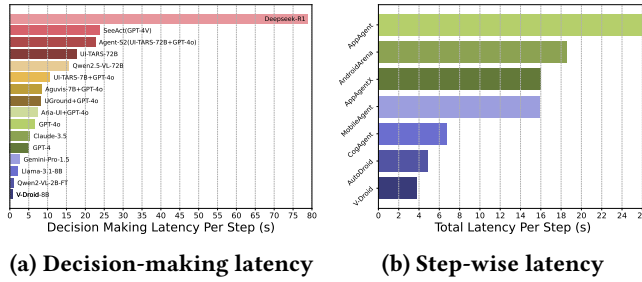 Deepseek-R1
SeeAct(GPT-4V)
Agent-S2(UI-TARS-72B+GPT-4o)
UI-TARS-72B
Qwen2.5-VL-72B
UI-TARS-7B+GPT-4o
Aguvis-7B+GPT-4o
UGround+GPT-4o
Aria-UI+GPT-4o
GPT-4o
Claude-3.5
GPT-4
Gemini-Pro-1.5
Llama-3.1-8B
Qwen2-VL-2B-FT
V-Droid-8B
0 5 10 15 20 25 30 35 40 45 50 55 60 65 70 75 80
Decision Making Latency Per Step (s)
(a) Decision-making latency
AppAgent
AndroidArena
AppAgentX
MobileAgent
CogAgent
AutoDroid
V-Droid
0 2 4 6 8 10 12 14 16 18 20 22 24 26
Total Latency Per Step (s)
(b) Step-wise latency